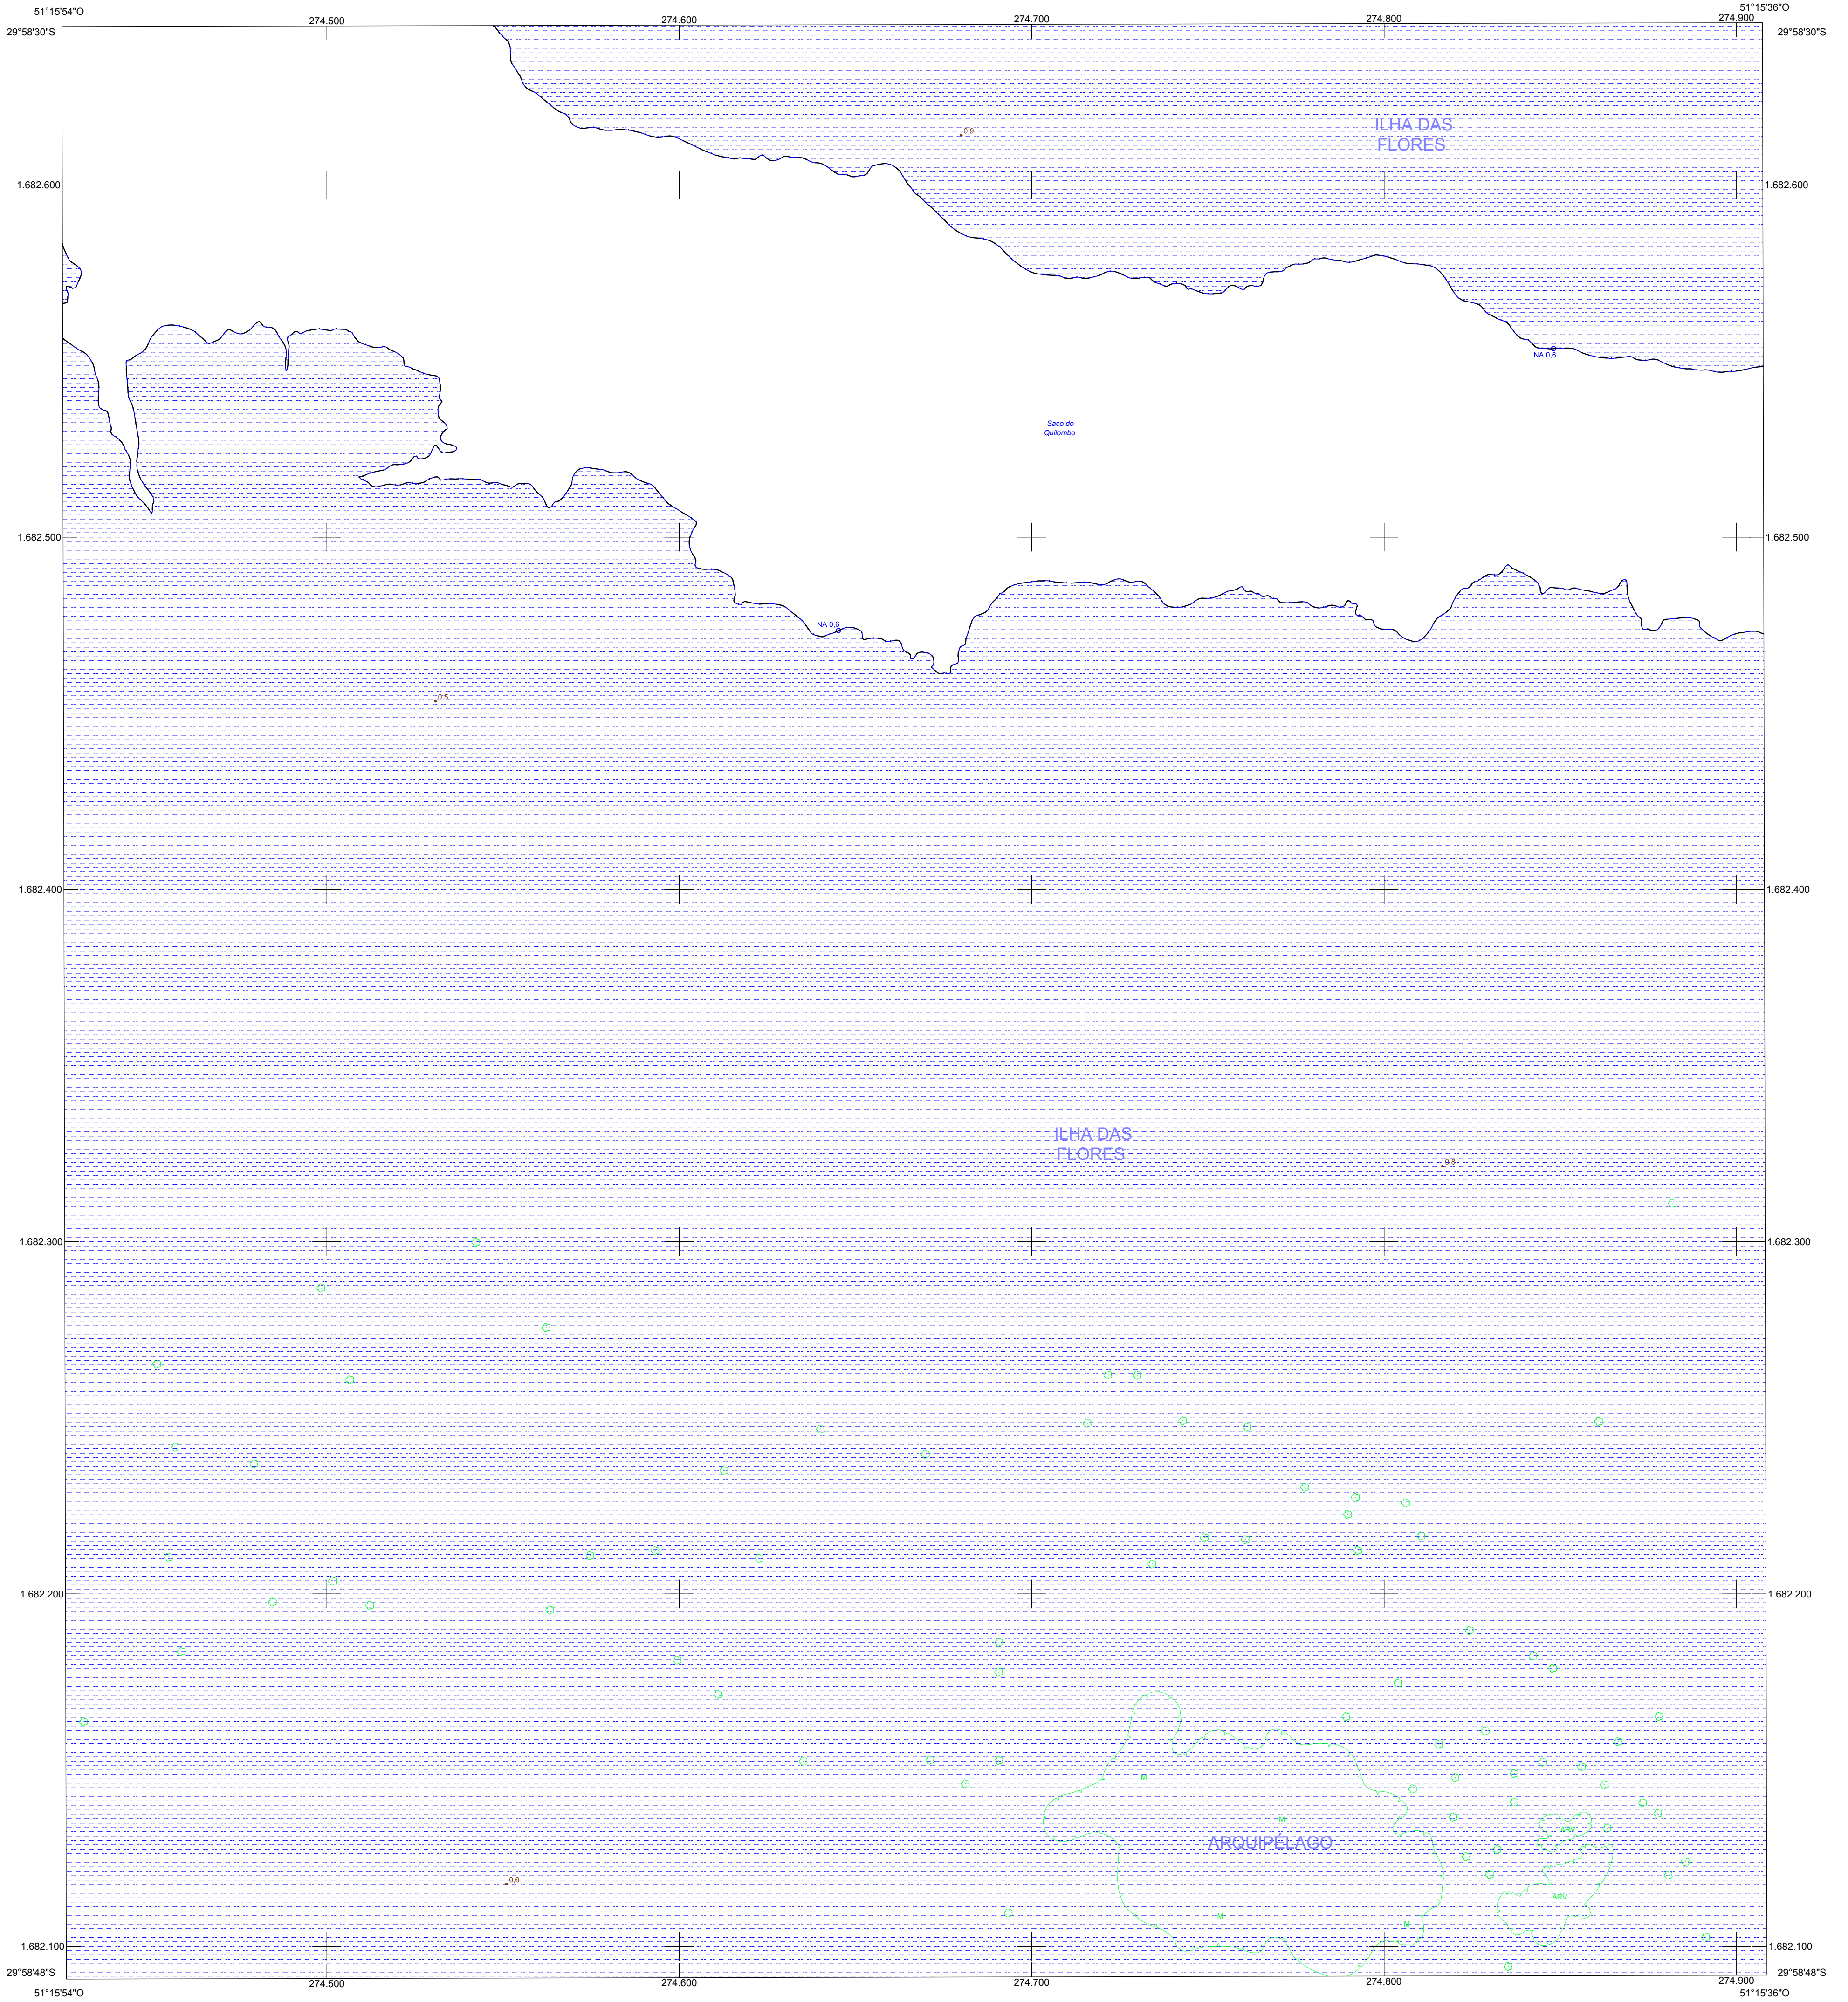 51°15'54"O
274.500
274.600
274.700
274.800
274.900
51°15'36"O
29°58'30"S
29°58'30"S
ILHA DAS
FLORES
0,9
1.682.600
1.682.600
NA 0,6
Saco do
Quilombo
1.682.500
1.682.500
NA 0,6
0,5
1.682.400
1.682.400
ILHA DAS
FLORES
0,8
1.682.300
1.682.300
1.682.200
1.682.200
M
M
ARV
ARQUIPÉLAGO
0,6
ARV
M
M
1.682.100
1.682.100
29°58'48"S
29°58'48"S
274.500
274.600
274.700
274.800
274.900
51°15'54"O
51°15'36"O